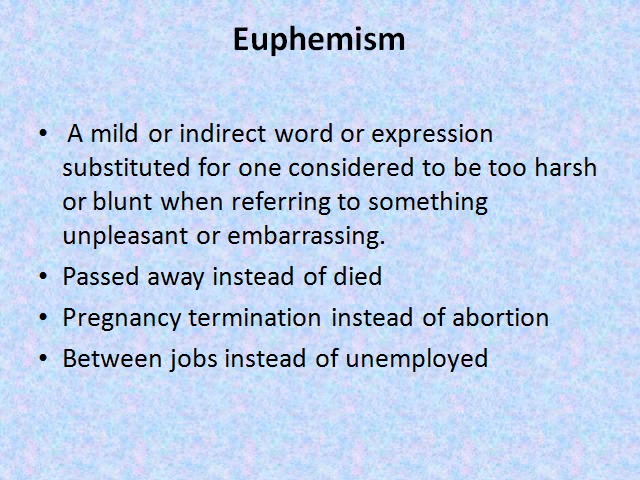 Euphemism
• A mild or indirect word or expression
substituted for one considered to be too harsh
or blunt when referring to something
unpleasant or embarrassing.
• Passed away instead of died
• Pregnancy termination instead of abortion
• Between jobs instead of unemployed